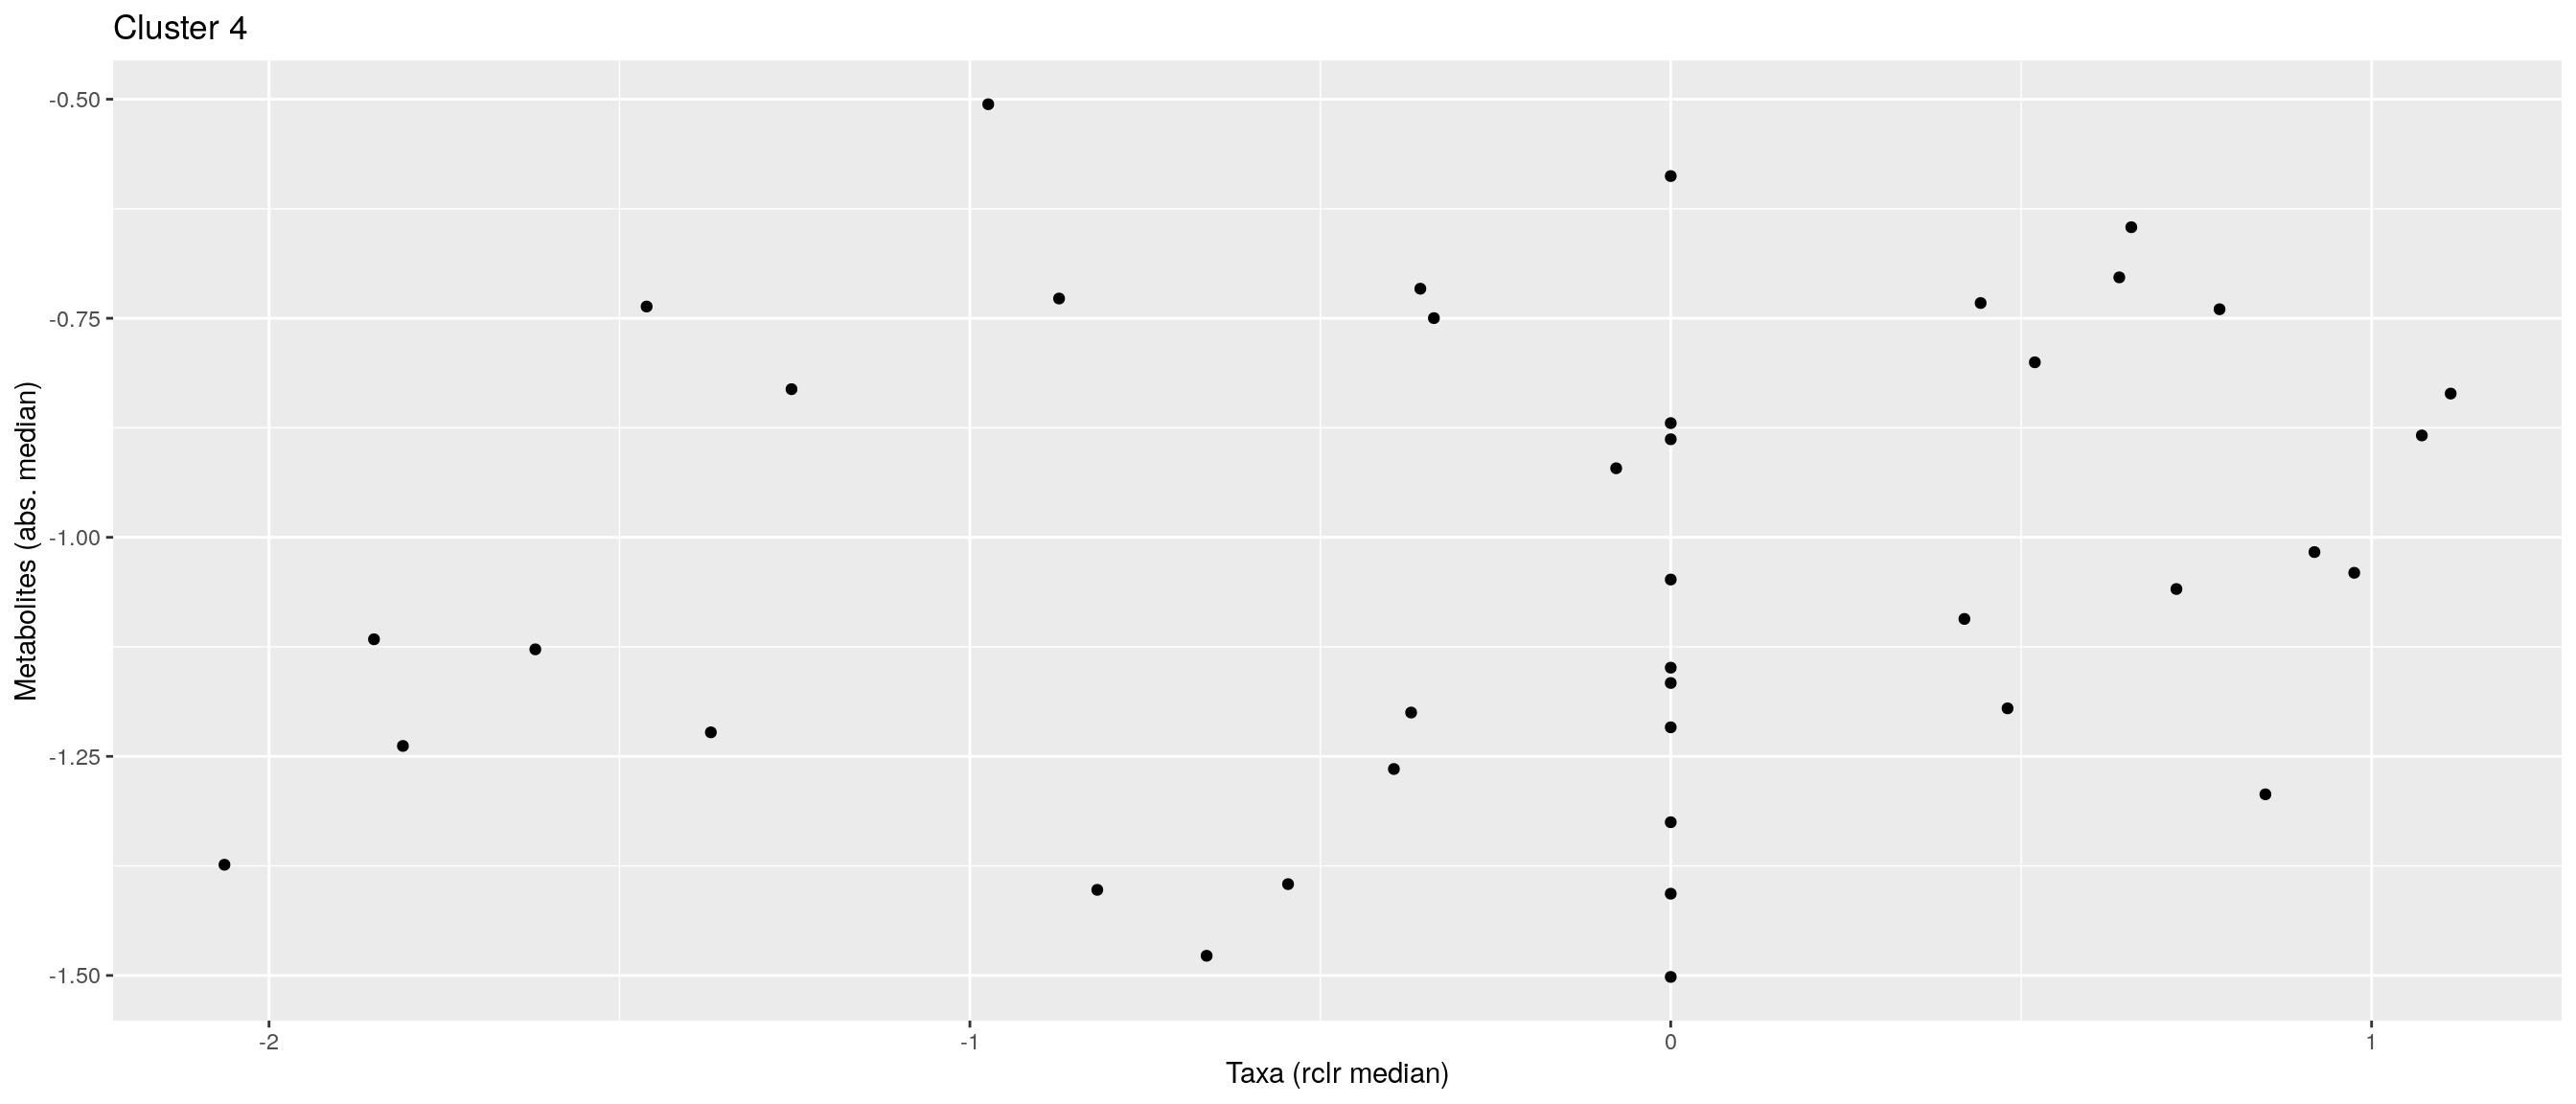 Cluster 4
-0.50
-0.75
-1.00
-1.25
-1.50
Metabolites (abs. median)
-2 -1 0 1
Taxa (rclr median)